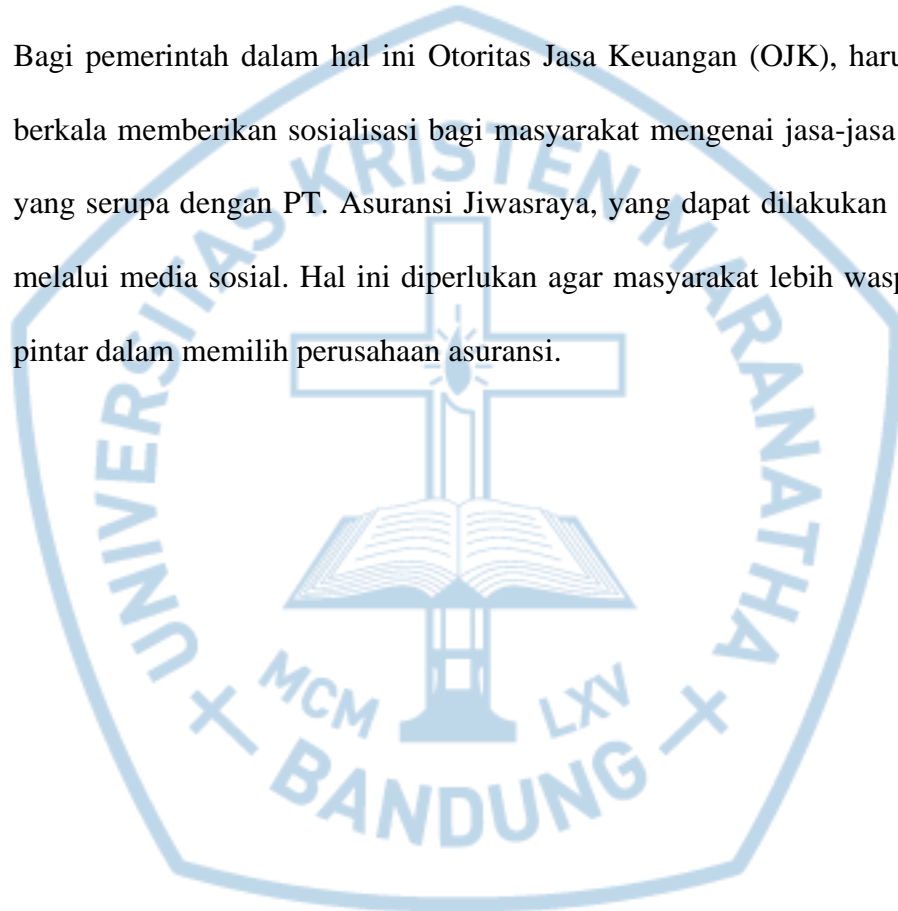 Bagi pemerintah dalam hal ini Otoritas Jasa Keuangan (OJK), haru
berkala memberikan sosialisasi bagi masyarakat mengenai jasa-jasa
yang serupa dengan PT. Asuransi Jiwasraya, yang dapat dilakukan
melalui media sosial. Hal ini diperlukan agar masyarakat lebih wasp
pintar dalam memilih perusahaan asuransi.
UNIVERSITAS KRISTEN MARANATHA
MCM LXV
BANDUNG